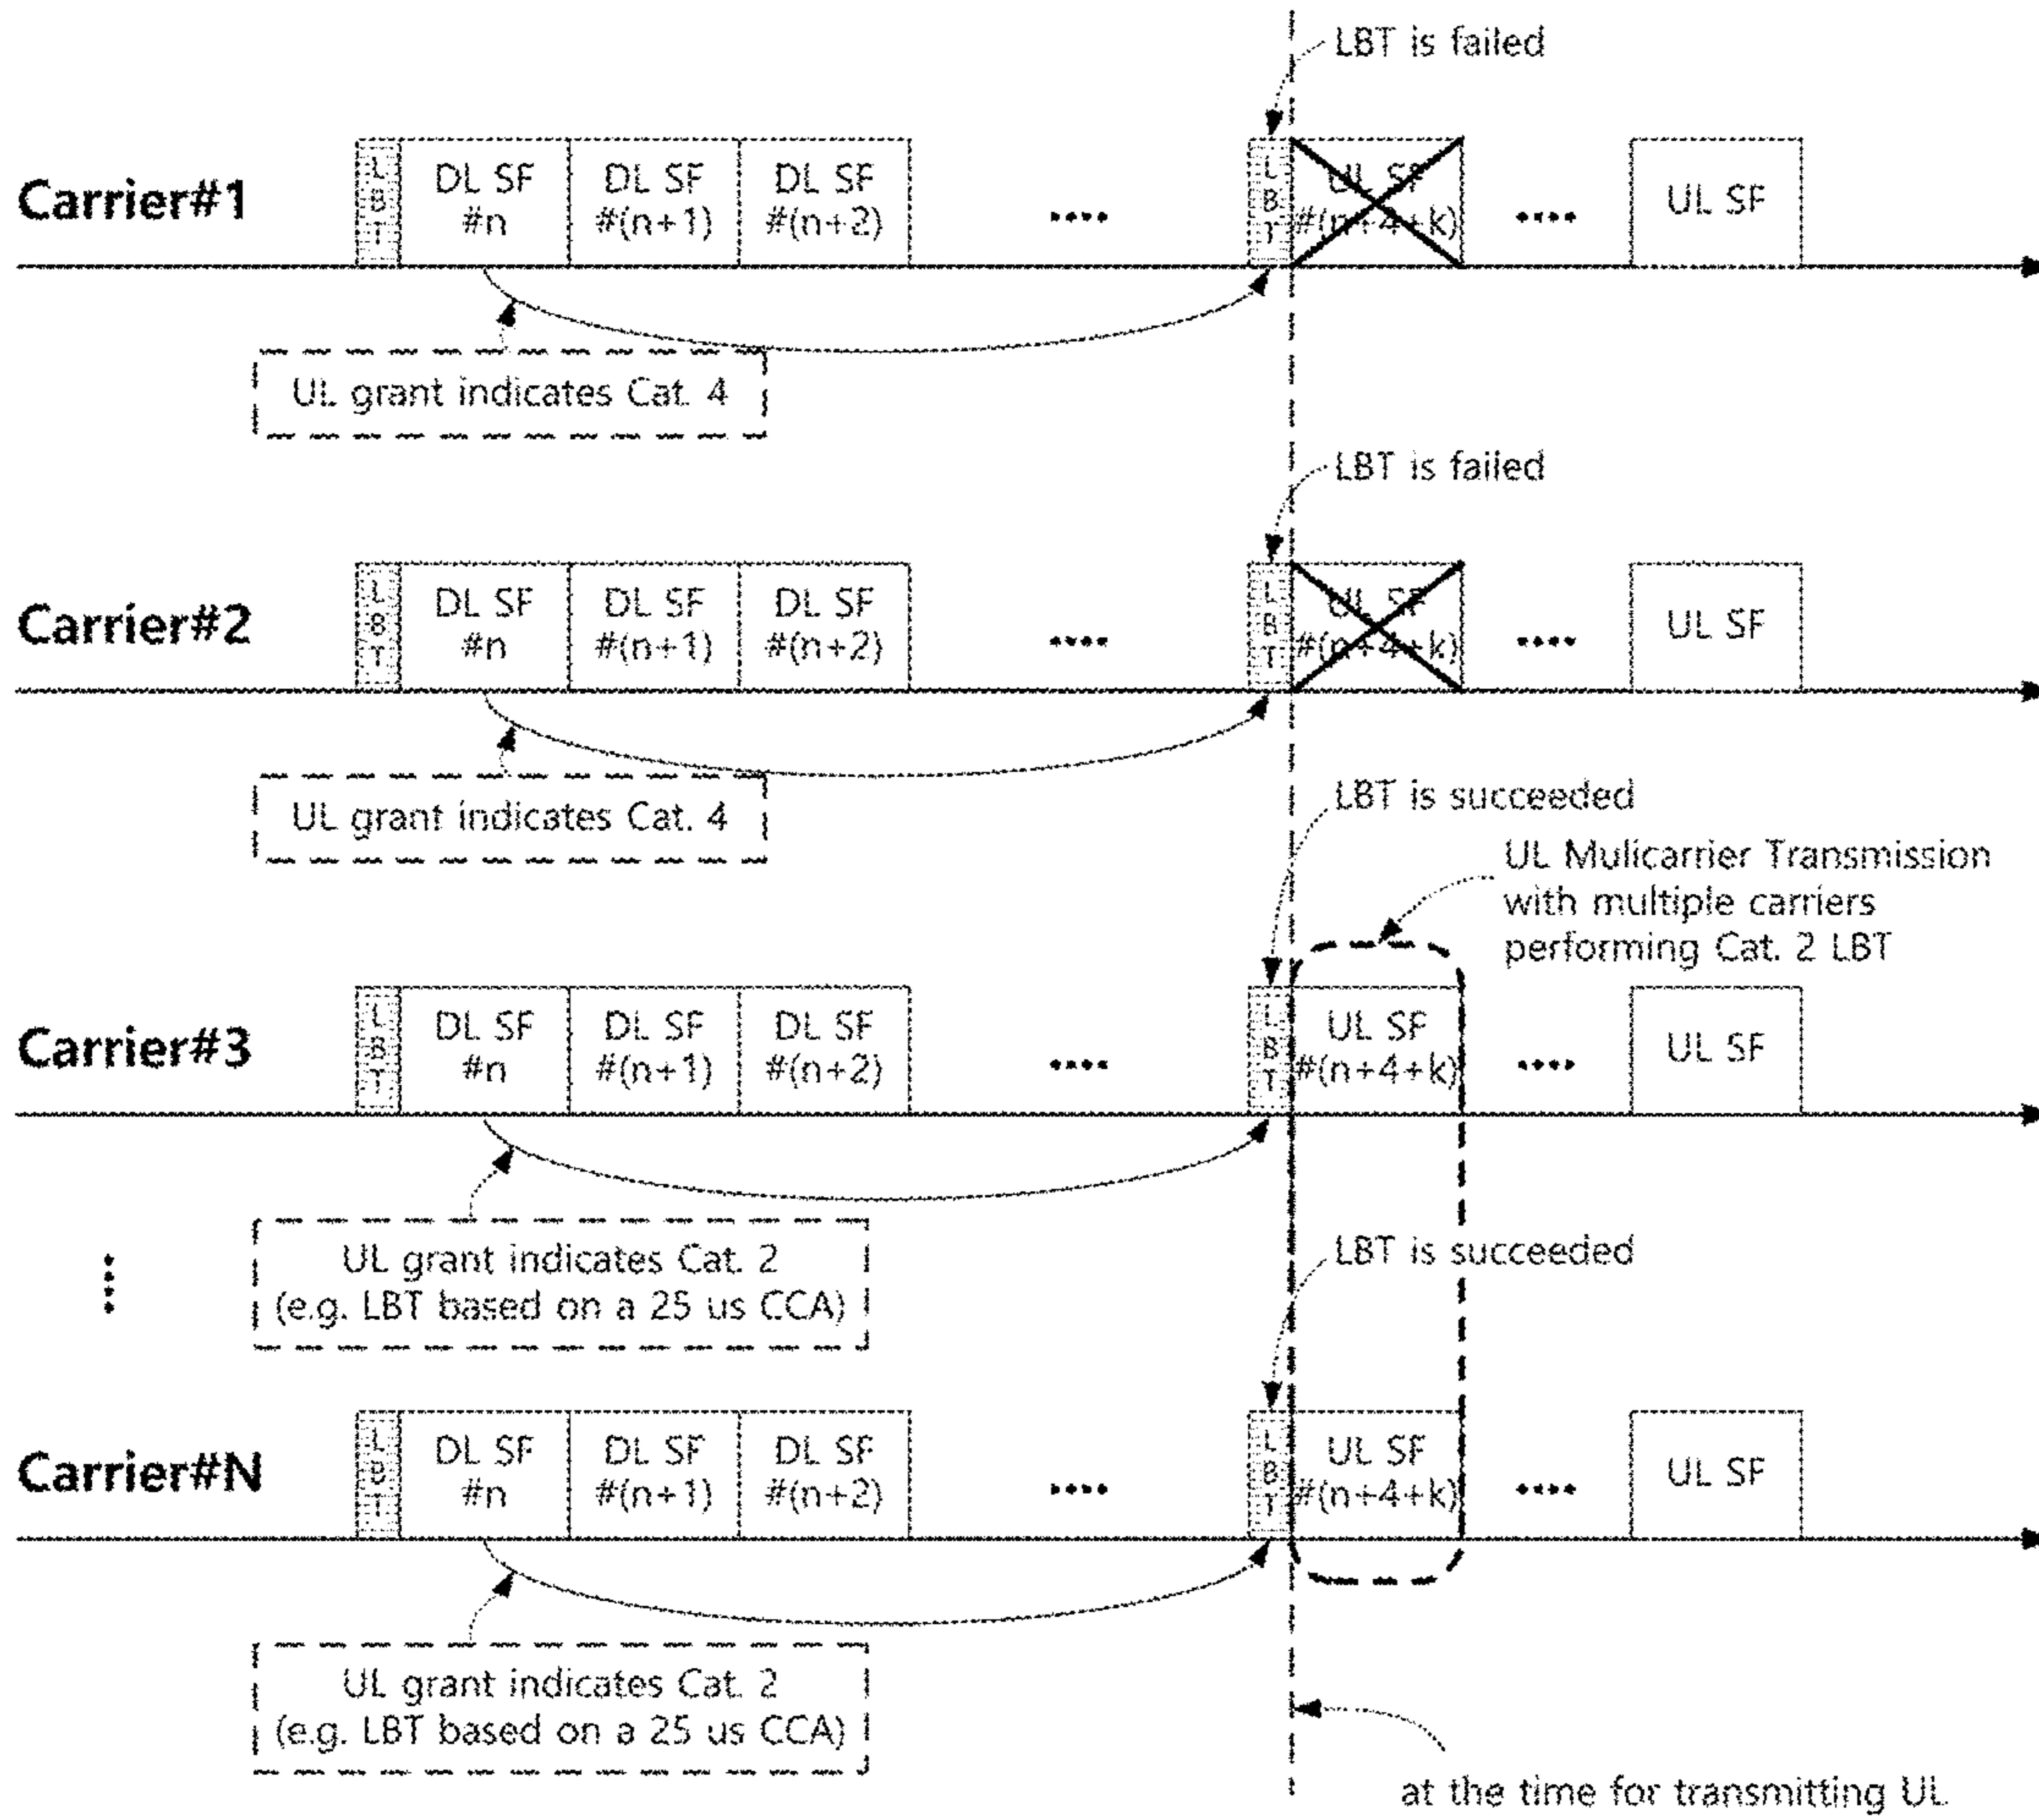 LBT is failed
Carrier#1
L
B
T
DL SF
#n
DL SF
#(n+1)
DL SF
#(n+2)
....
L
B
T
UL SF
#(n+4+k)
....
UL SF
UL grant indicates Cat. 4
LBT is failed
Carrier#2
L
B
T
DL SF
#n
DL SF
#(n+1)
DL SF
#(n+2)
....
L
B
T
UL SF
#(n+4+k)
....
UL SF
UL grant indicates Cat. 4
LBT is succeeded
UL Mulicarrier Transmission
with multiple carriers
performing Cat. 2 LBT
Carrier#3
L
B
T
DL SF
#n
DL SF
#(n+1)
DL SF
#(n+2)
....
L
B
T
UL SF
#(n+4+k)
....
UL SF
UL grant indicates Cat. 2
(e.g. LBT based on a 25 us CCA)
LBT is succeeded
Carrier#N
L
B
T
DL SF
#n
DL SF
#(n+1)
DL SF
#(n+2)
....
L
B
T
UL SF
#(n+4+k)
....
UL SF
UL grant indicates Cat. 2
(e.g. LBT based on a 25 us CCA)
at the time for transmitting UL